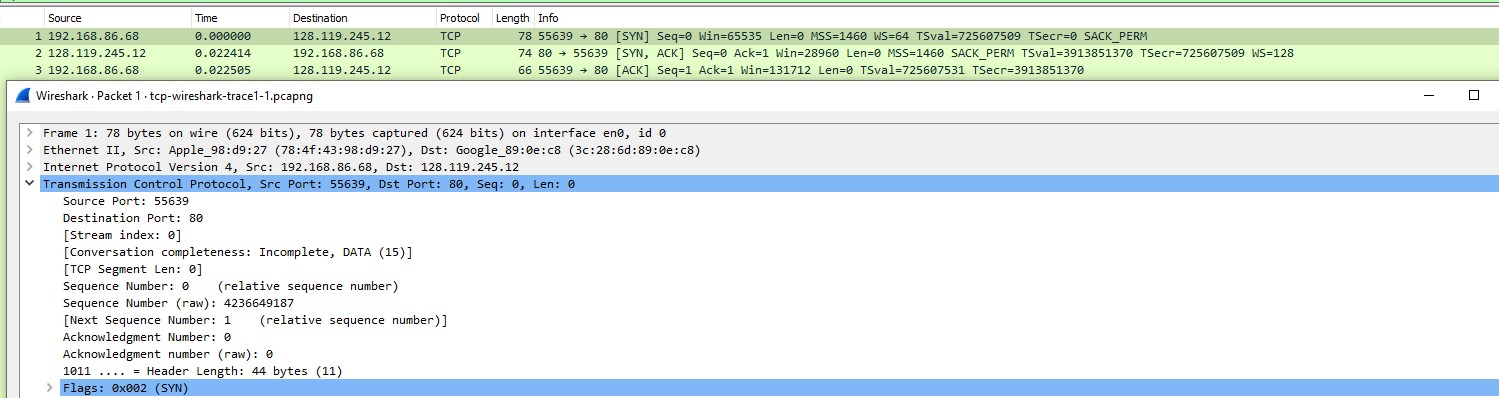 Source Time Destination Protocol Length Info
1 192.168.86.68 0.000000 128.119.245.12 TCP 78 55639 → 80 [SYN] Seq=0 Win=65535 Len=0 MSS=1460 WS=64 TSval=725607509 TSecr=0 SACK_PERM
2 128.119.245.12 0.022414 192.168.86.68 TCP 74 80 → 55639 [SYN, ACK] Seq=0 Ack=1 Win=28960 Len=0 MSS=1460 SACK_PERM TSval=3913851370 TSecr=725607509 WS=128
3 192.168.86.68 0.022505 128.119.245.12 TCP 66 55639 → 80 [ACK] Seq=1 Ack=1 Win=131712 Len=0 TSval=725607531 TSecr=3913851370
Wireshark · Packet 1 · tcp-wireshark-trace1-1.pcapng
Frame 1: 78 bytes on wire (624 bits), 78 bytes captured (624 bits) on interface en0, id 0
Ethernet II, Src: Apple_98:d9:27 (78:4f:43:98:d9:27), Dst: Google_89:0e:c8 (3c:28:6d:89:0e:c8)
Internet Protocol Version 4, Src: 192.168.86.68, Dst: 128.119.245.12
Transmission Control Protocol, Src Port: 55639, Dst Port: 80, Seq: 0, Len: 0
Source Port: 55639
Destination Port: 80
[Stream index: 0]
[Conversation completeness: Incomplete, DATA (15)]
[TCP Segment Len: 0]
Sequence Number: 0 (relative sequence number)
Sequence Number (raw): 4236649187
[Next Sequence Number: 1 (relative sequence number)]
Acknowledgment Number: 0
Acknowledgment number (raw): 0
1011 .... = Header Length: 44 bytes (11)
Flags: 0x002 (SYN)